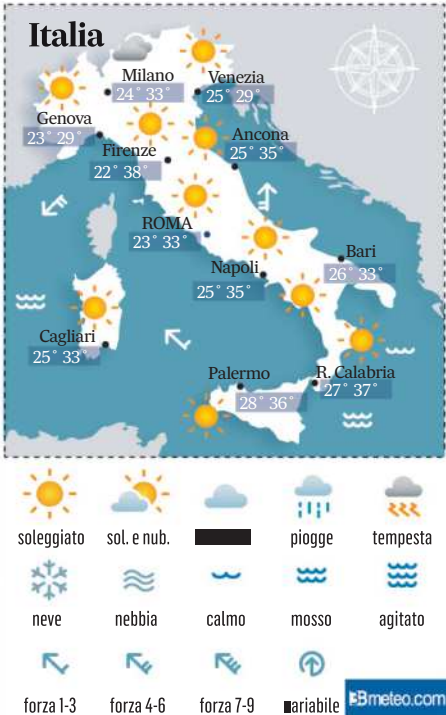 Italia
Milano
24° 33°
Venezia
25° 29°
Genova
23° 29°
Firenze
22° 38°
Ancona
25° 35°
ROMA
23° 33°
Napoli
25° 35°
Bari
26° 33°
Cagliari
25° 33°
Palermo
28° 36°
R. Calabria
27° 37°
soleggiato sol. e nub. piogge tempesta
neve nebbia calmo mosso agitato
forza 1-3 forza 4-6 forza 7-9 ariabile
3Bmeteo.com